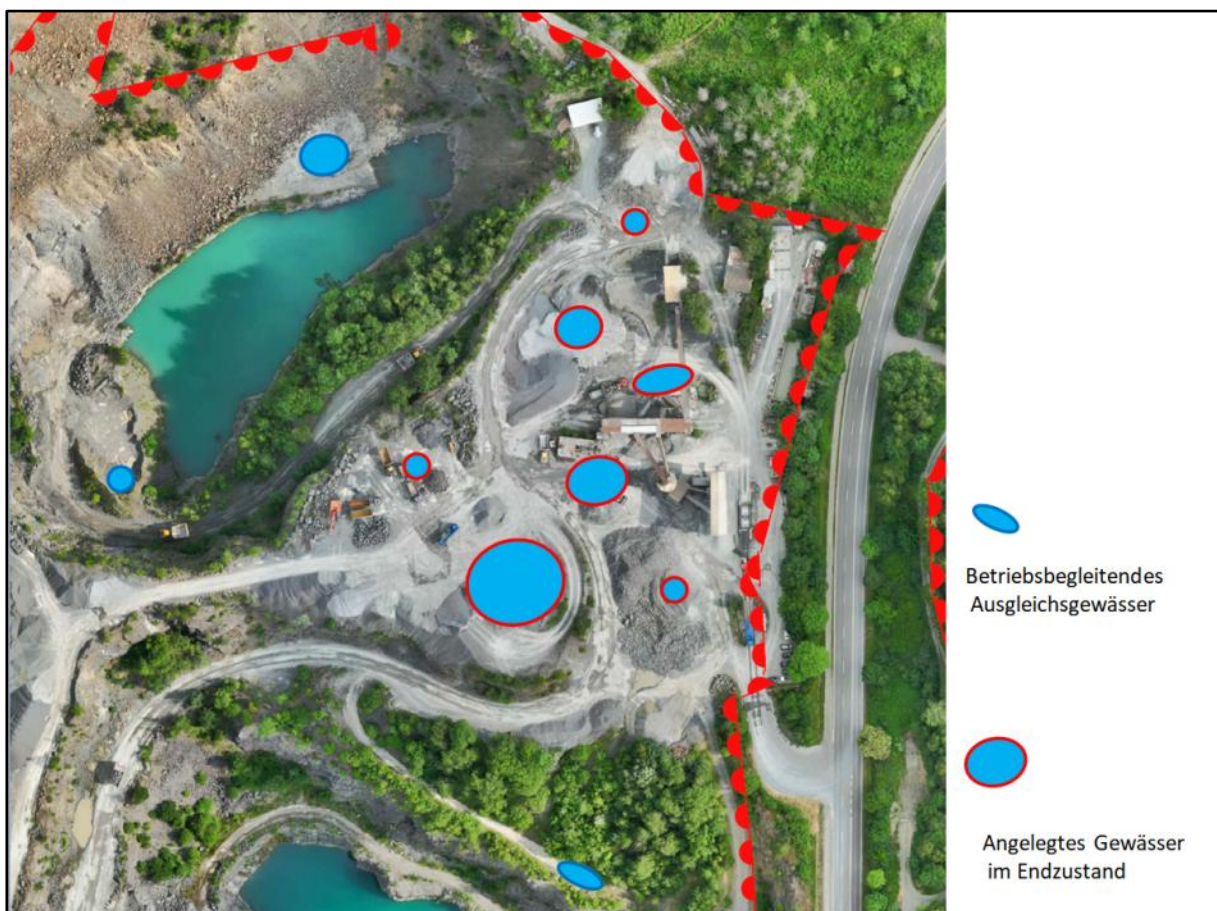 Betriebsbegleitendes
Ausgleichsgewässer
Angelegtes Gewässer
im Endzustand